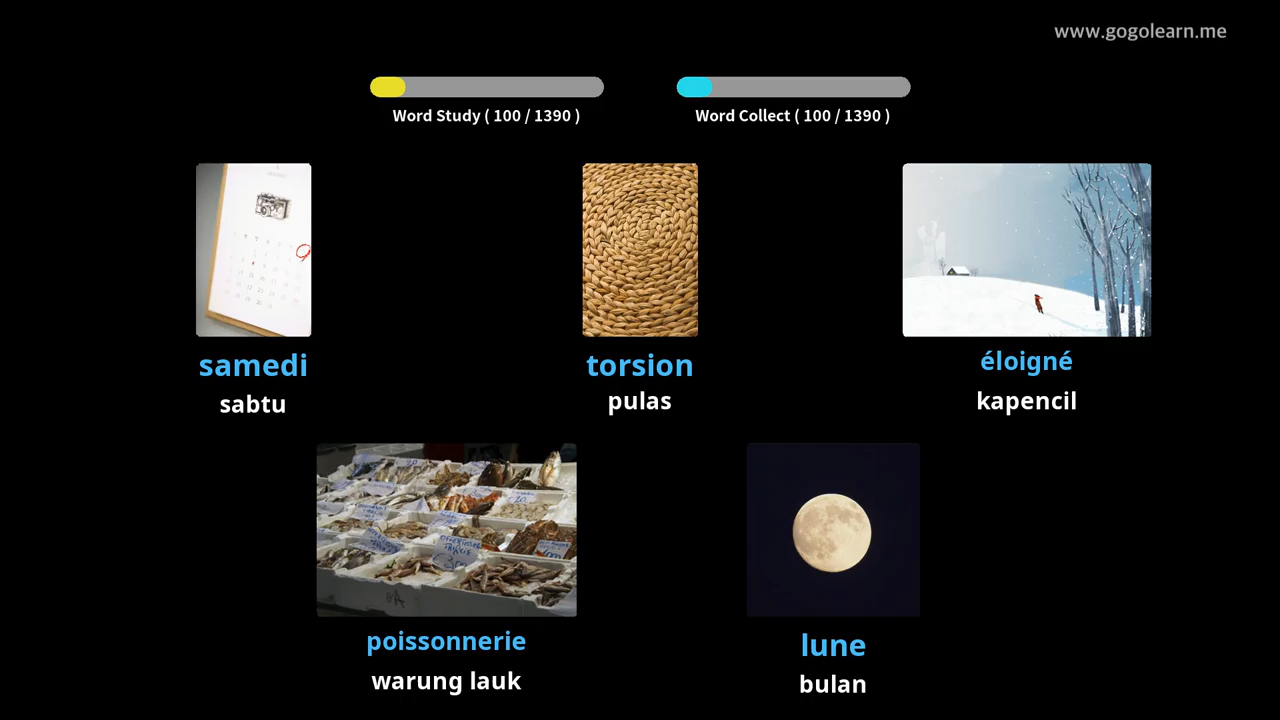 www.gogolearn.me
Word Study ( 100 / 1390 )
Word Collect ( 100 / 1390 )
samedi
sabtu
torsion
pulas
éloigné
kapencil
poissonnerie
warung lauk
lune
bulan